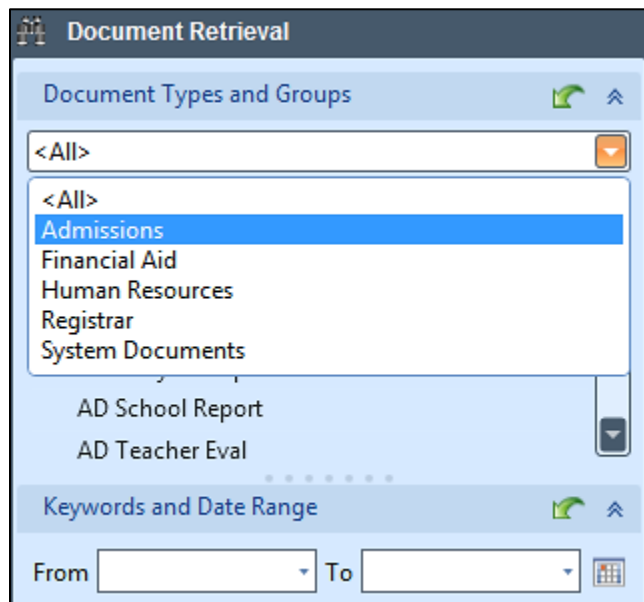 Document Retrieval
Document Types and Groups
<All>
<All>
Admissions
Financial Aid
Human Resources
Registrar
System Documents
AD School Report
AD Teacher Eval
Keywords and Date Range
From To